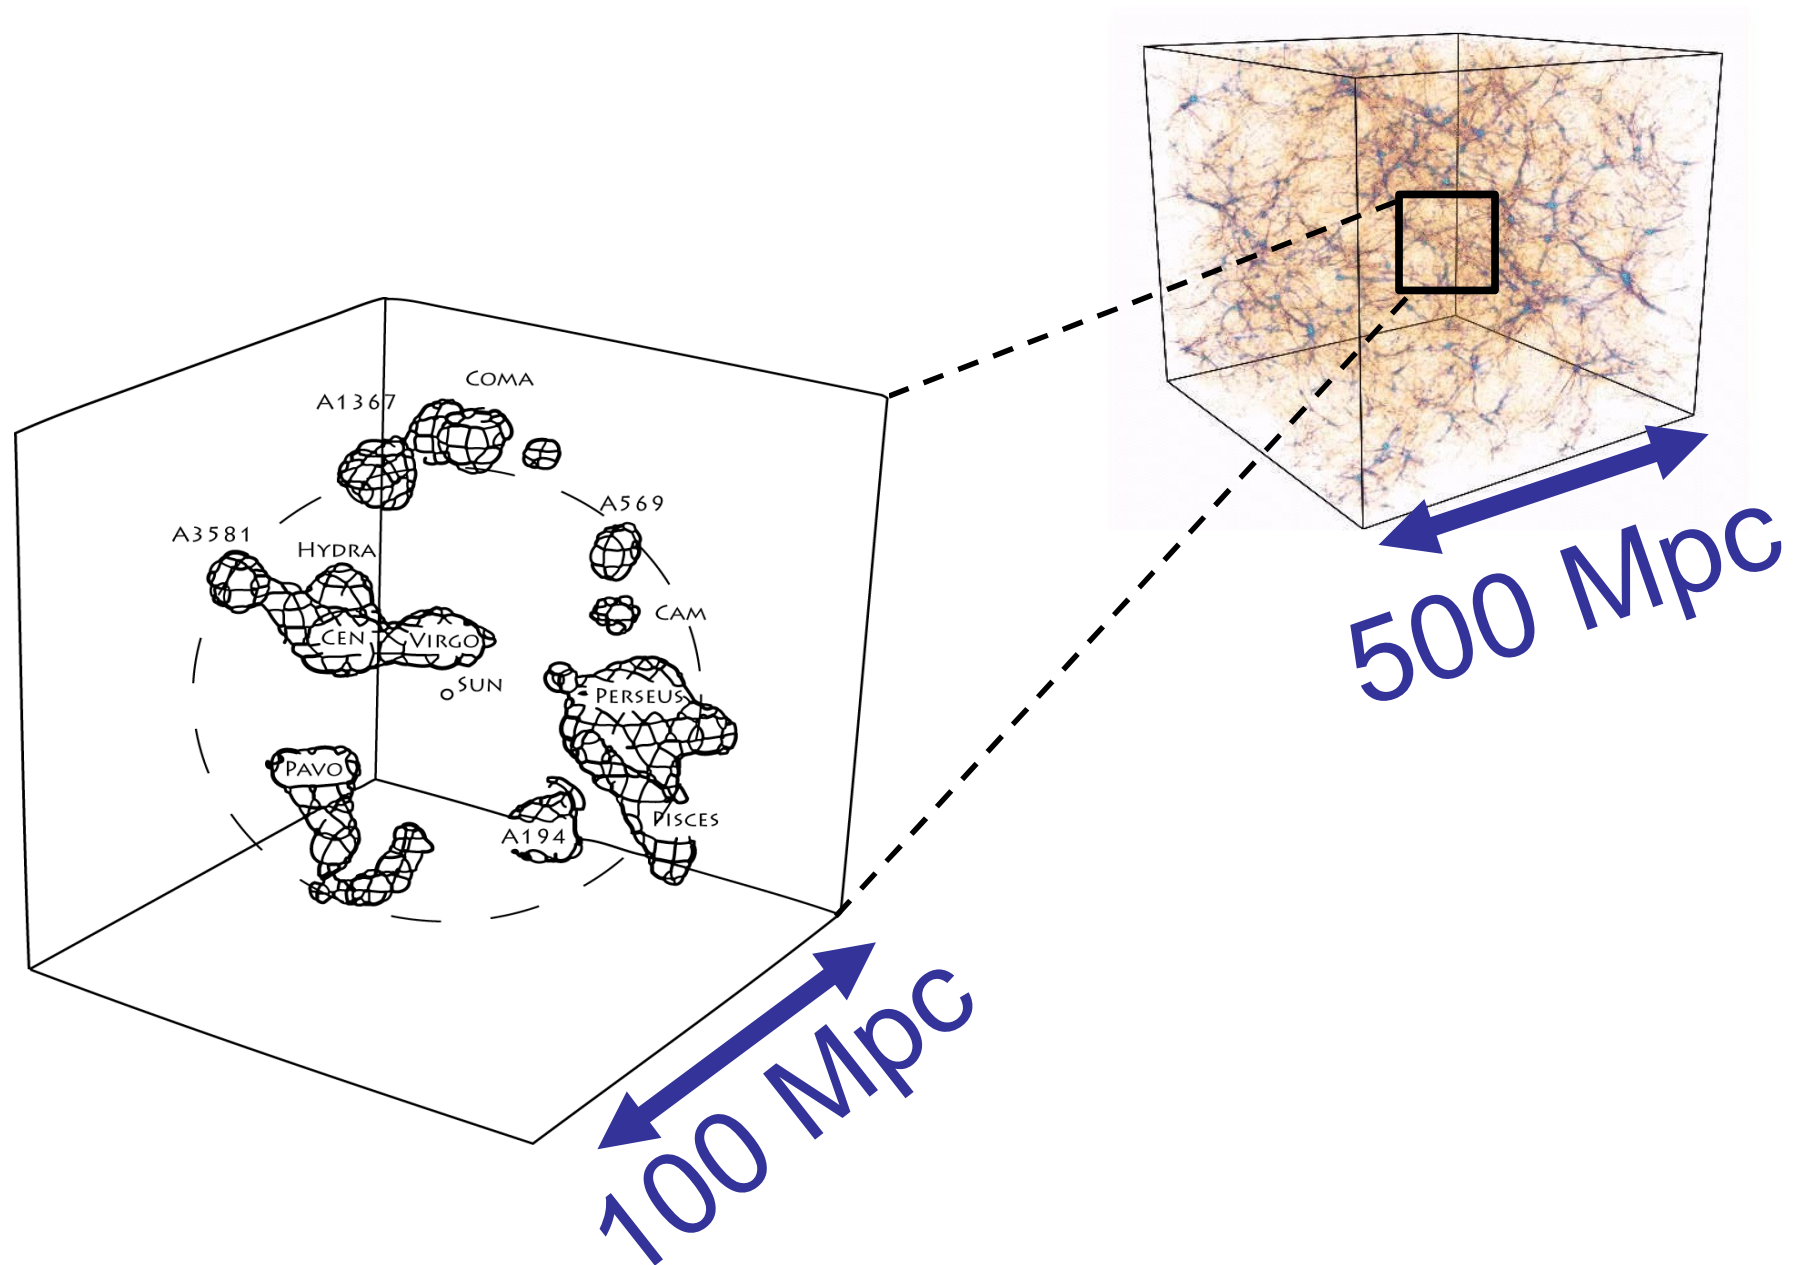 COMA
A1367
A569
A3581
HYDRA
CAM
CEN
VIRGO
SUN
PERSEUS
PAVO
PISCES
A194
500 Mpc
100 Mpc